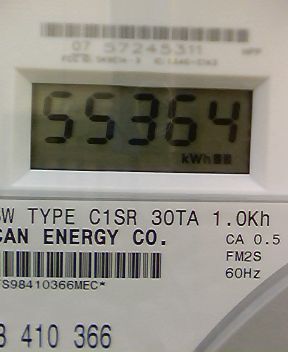 07 57245311
55364
kWh
W TYPE C1SR 30TA 1.0Kh
CAN ENERGY CO.
CA 0.5
FM2S
60Hz
TS98410366MEC*
410 366